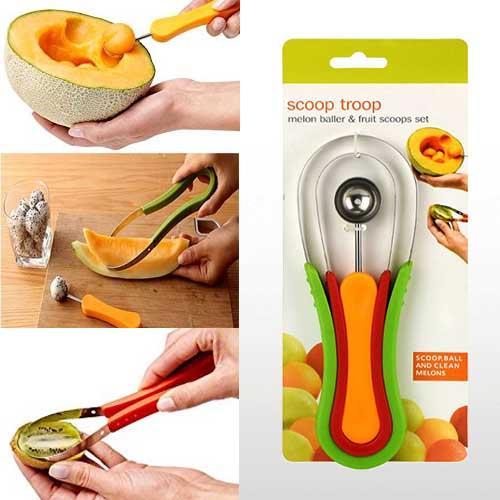 scoop troop
melon baller & fruit scoops set
SCOOP, BALL
AND CLEAN
MELONS